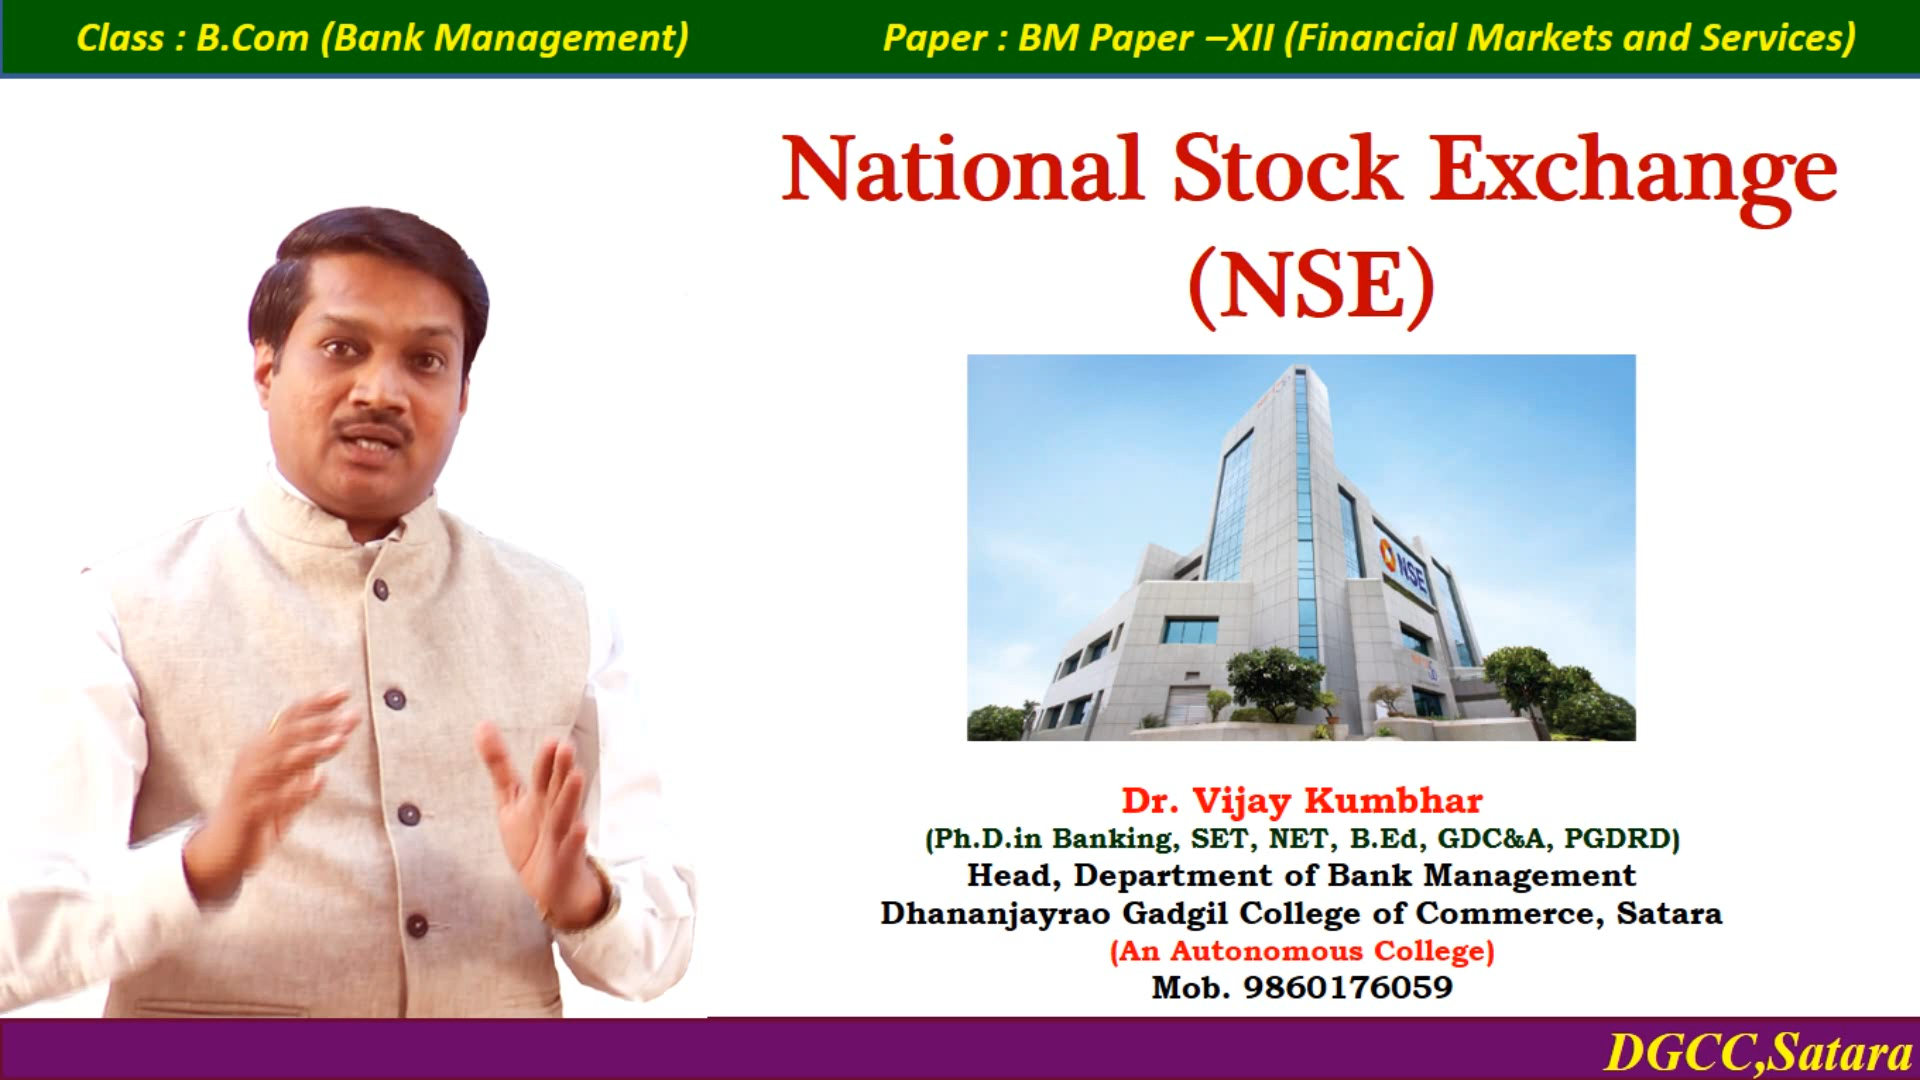 Class : B.Com (Bank Management)
Paper : BM Paper –XII (Financial Markets and Services)
National Stock Exchange
(NSE)
NSE
Dr. Vijay Kumbhar
(Ph.D.in Banking, SET, NET, B.Ed, GDC&A, PGDRD)
Head, Department of Bank Management
Dhananjayrao Gadgil College of Commerce, Satara
(An Autonomous College)
Mob. 9860176059
DGCC,Satara